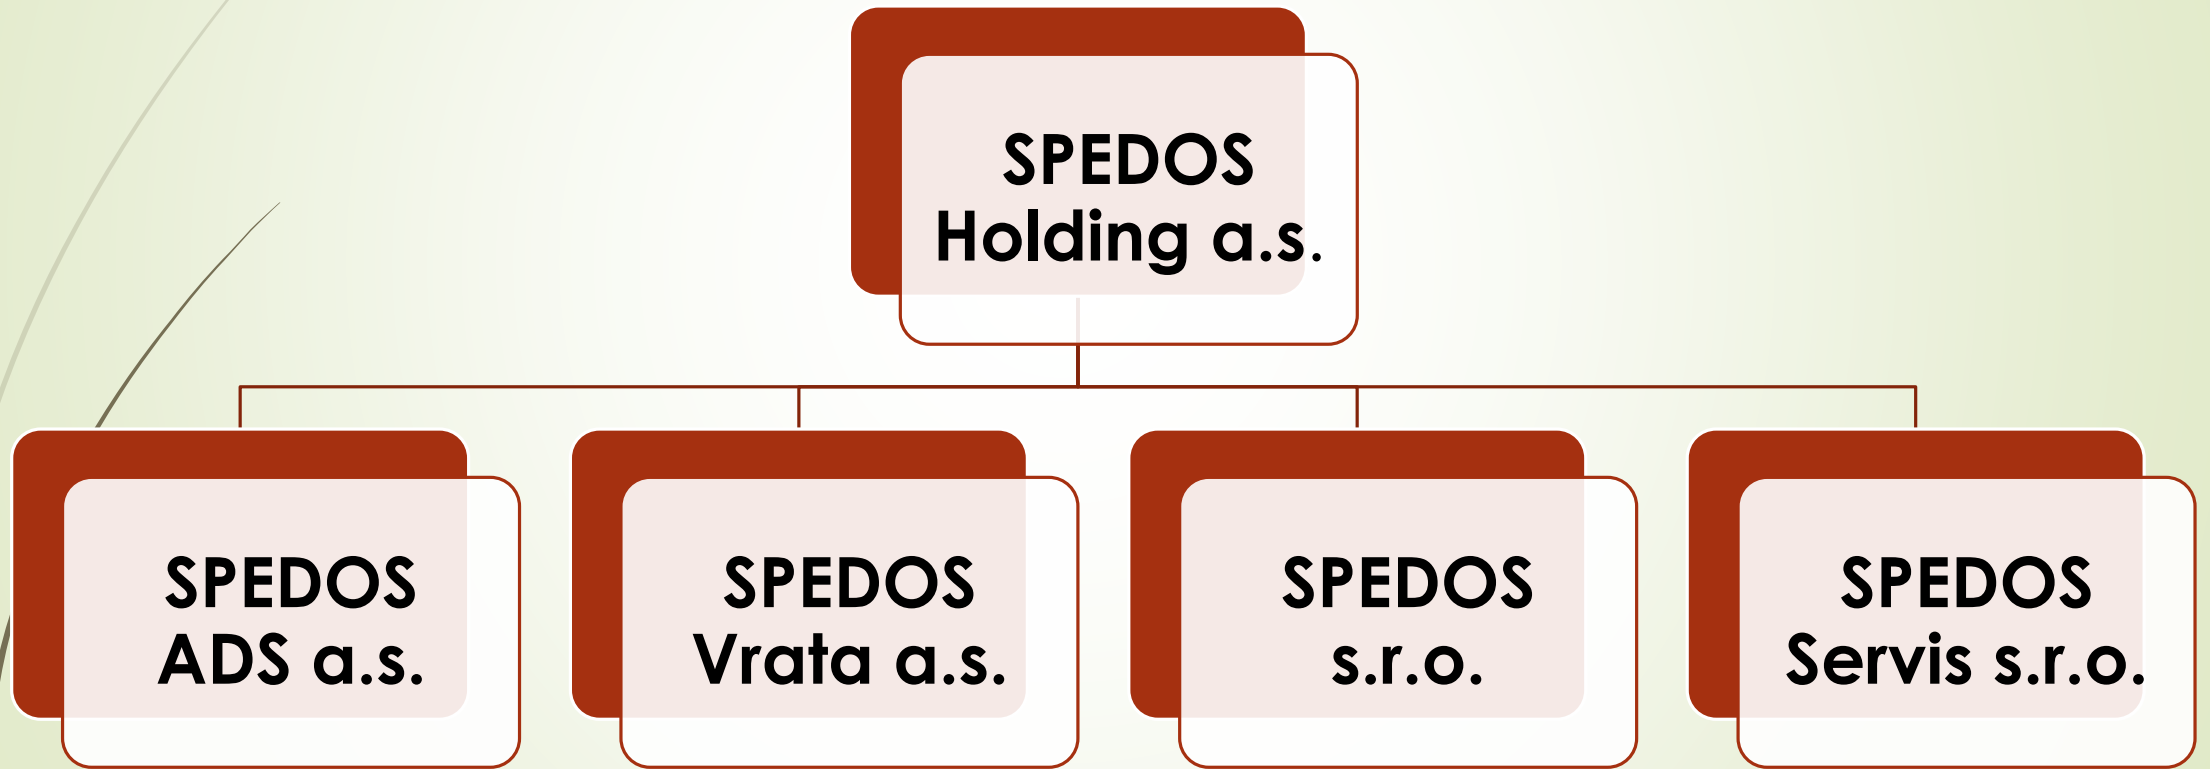 SPEDOS
Holding a.s.
SPEDOS
ADS a.s.
SPEDOS
Vrata a.s.
SPEDOS
s.r.o.
SPEDOS
Servis s.r.o.